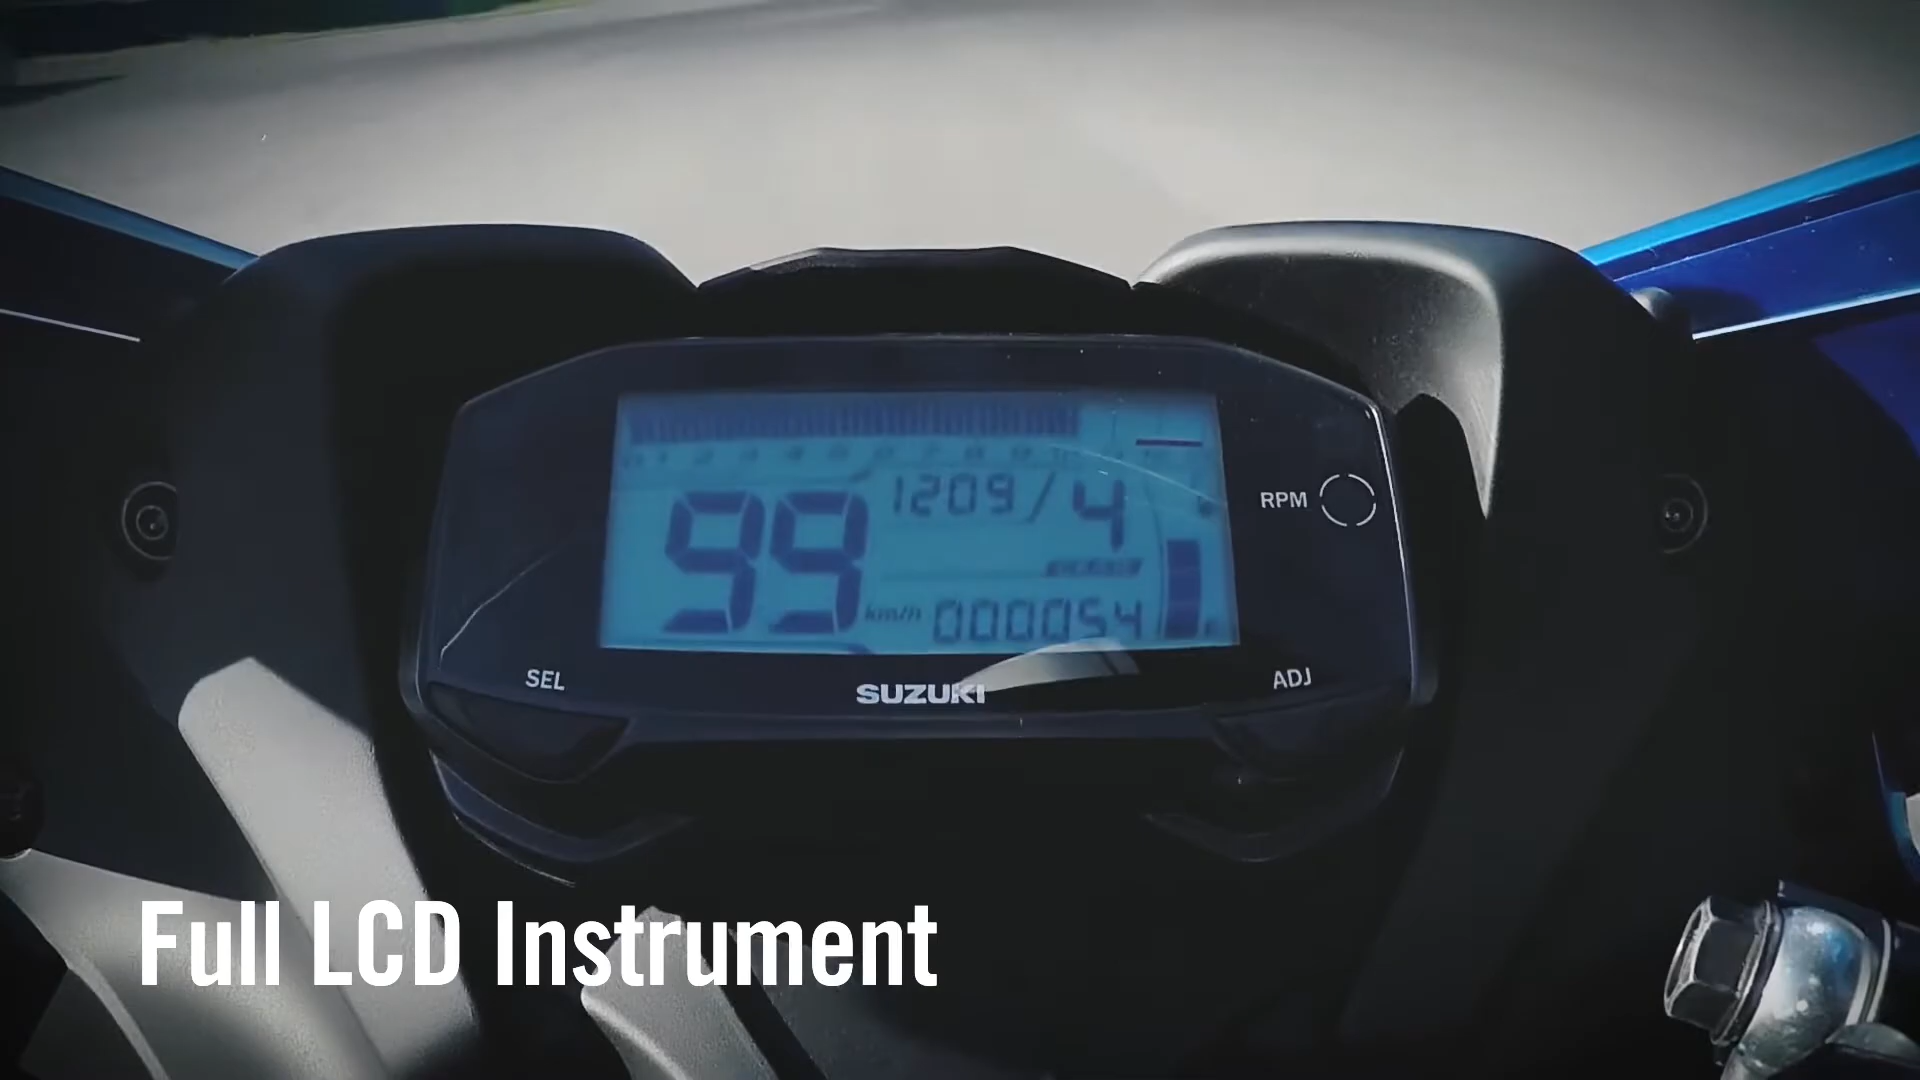 1209/4
99 km/h
000054
RPM
SEL
SUZUKI
ADJ
Full LCD Instrument